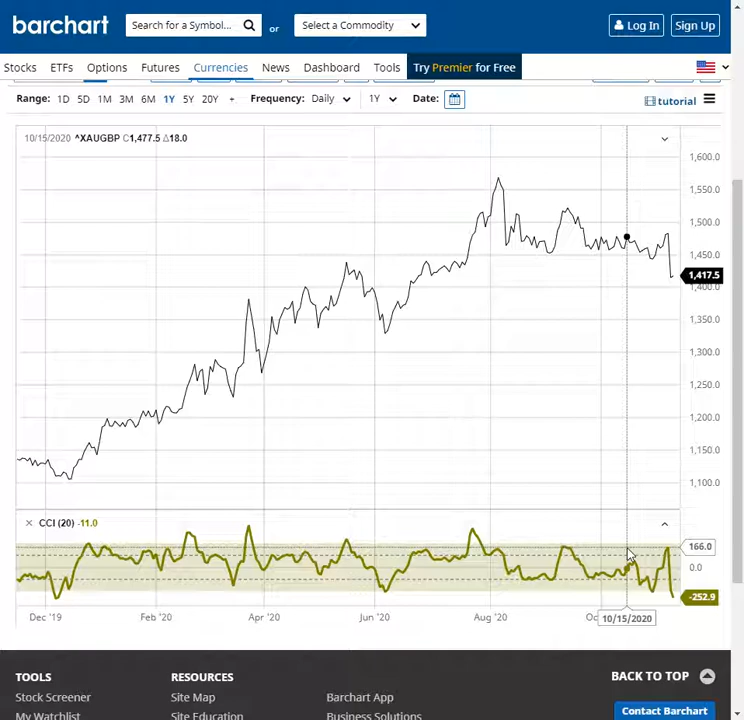 barchart
Search for a Symbol...
or
Select a Commodity
Log In
Sign Up
Stocks ETFs Options Futures Currencies News Dashboard Tools Try Premier for Free
Range: 1D 5D 1M 3M 6M 1Y 5Y 20Y + Frequency: Daily 1Y Date: tutorial
10/15/2020 ^XAUGBP C1,477.5 Δ18.0
1,600.0
1,550.0
1,500.0
1,450.0
1,417.5
1,400.0
1,350.0
1,300.0
1,250.0
1,200.0
1,150.0
1,100.0
× CCI (20) -11.0
166.0
0.0
-252.9
Dec '19 Feb '20 Apr '20 Jun '20 Aug '20 10/15/2020
TOOLS RESOURCES BACK TO TOP
Stock Screener Site Map Barchart App
My Watchlist Site Education Business Solutions
Contact Barchart